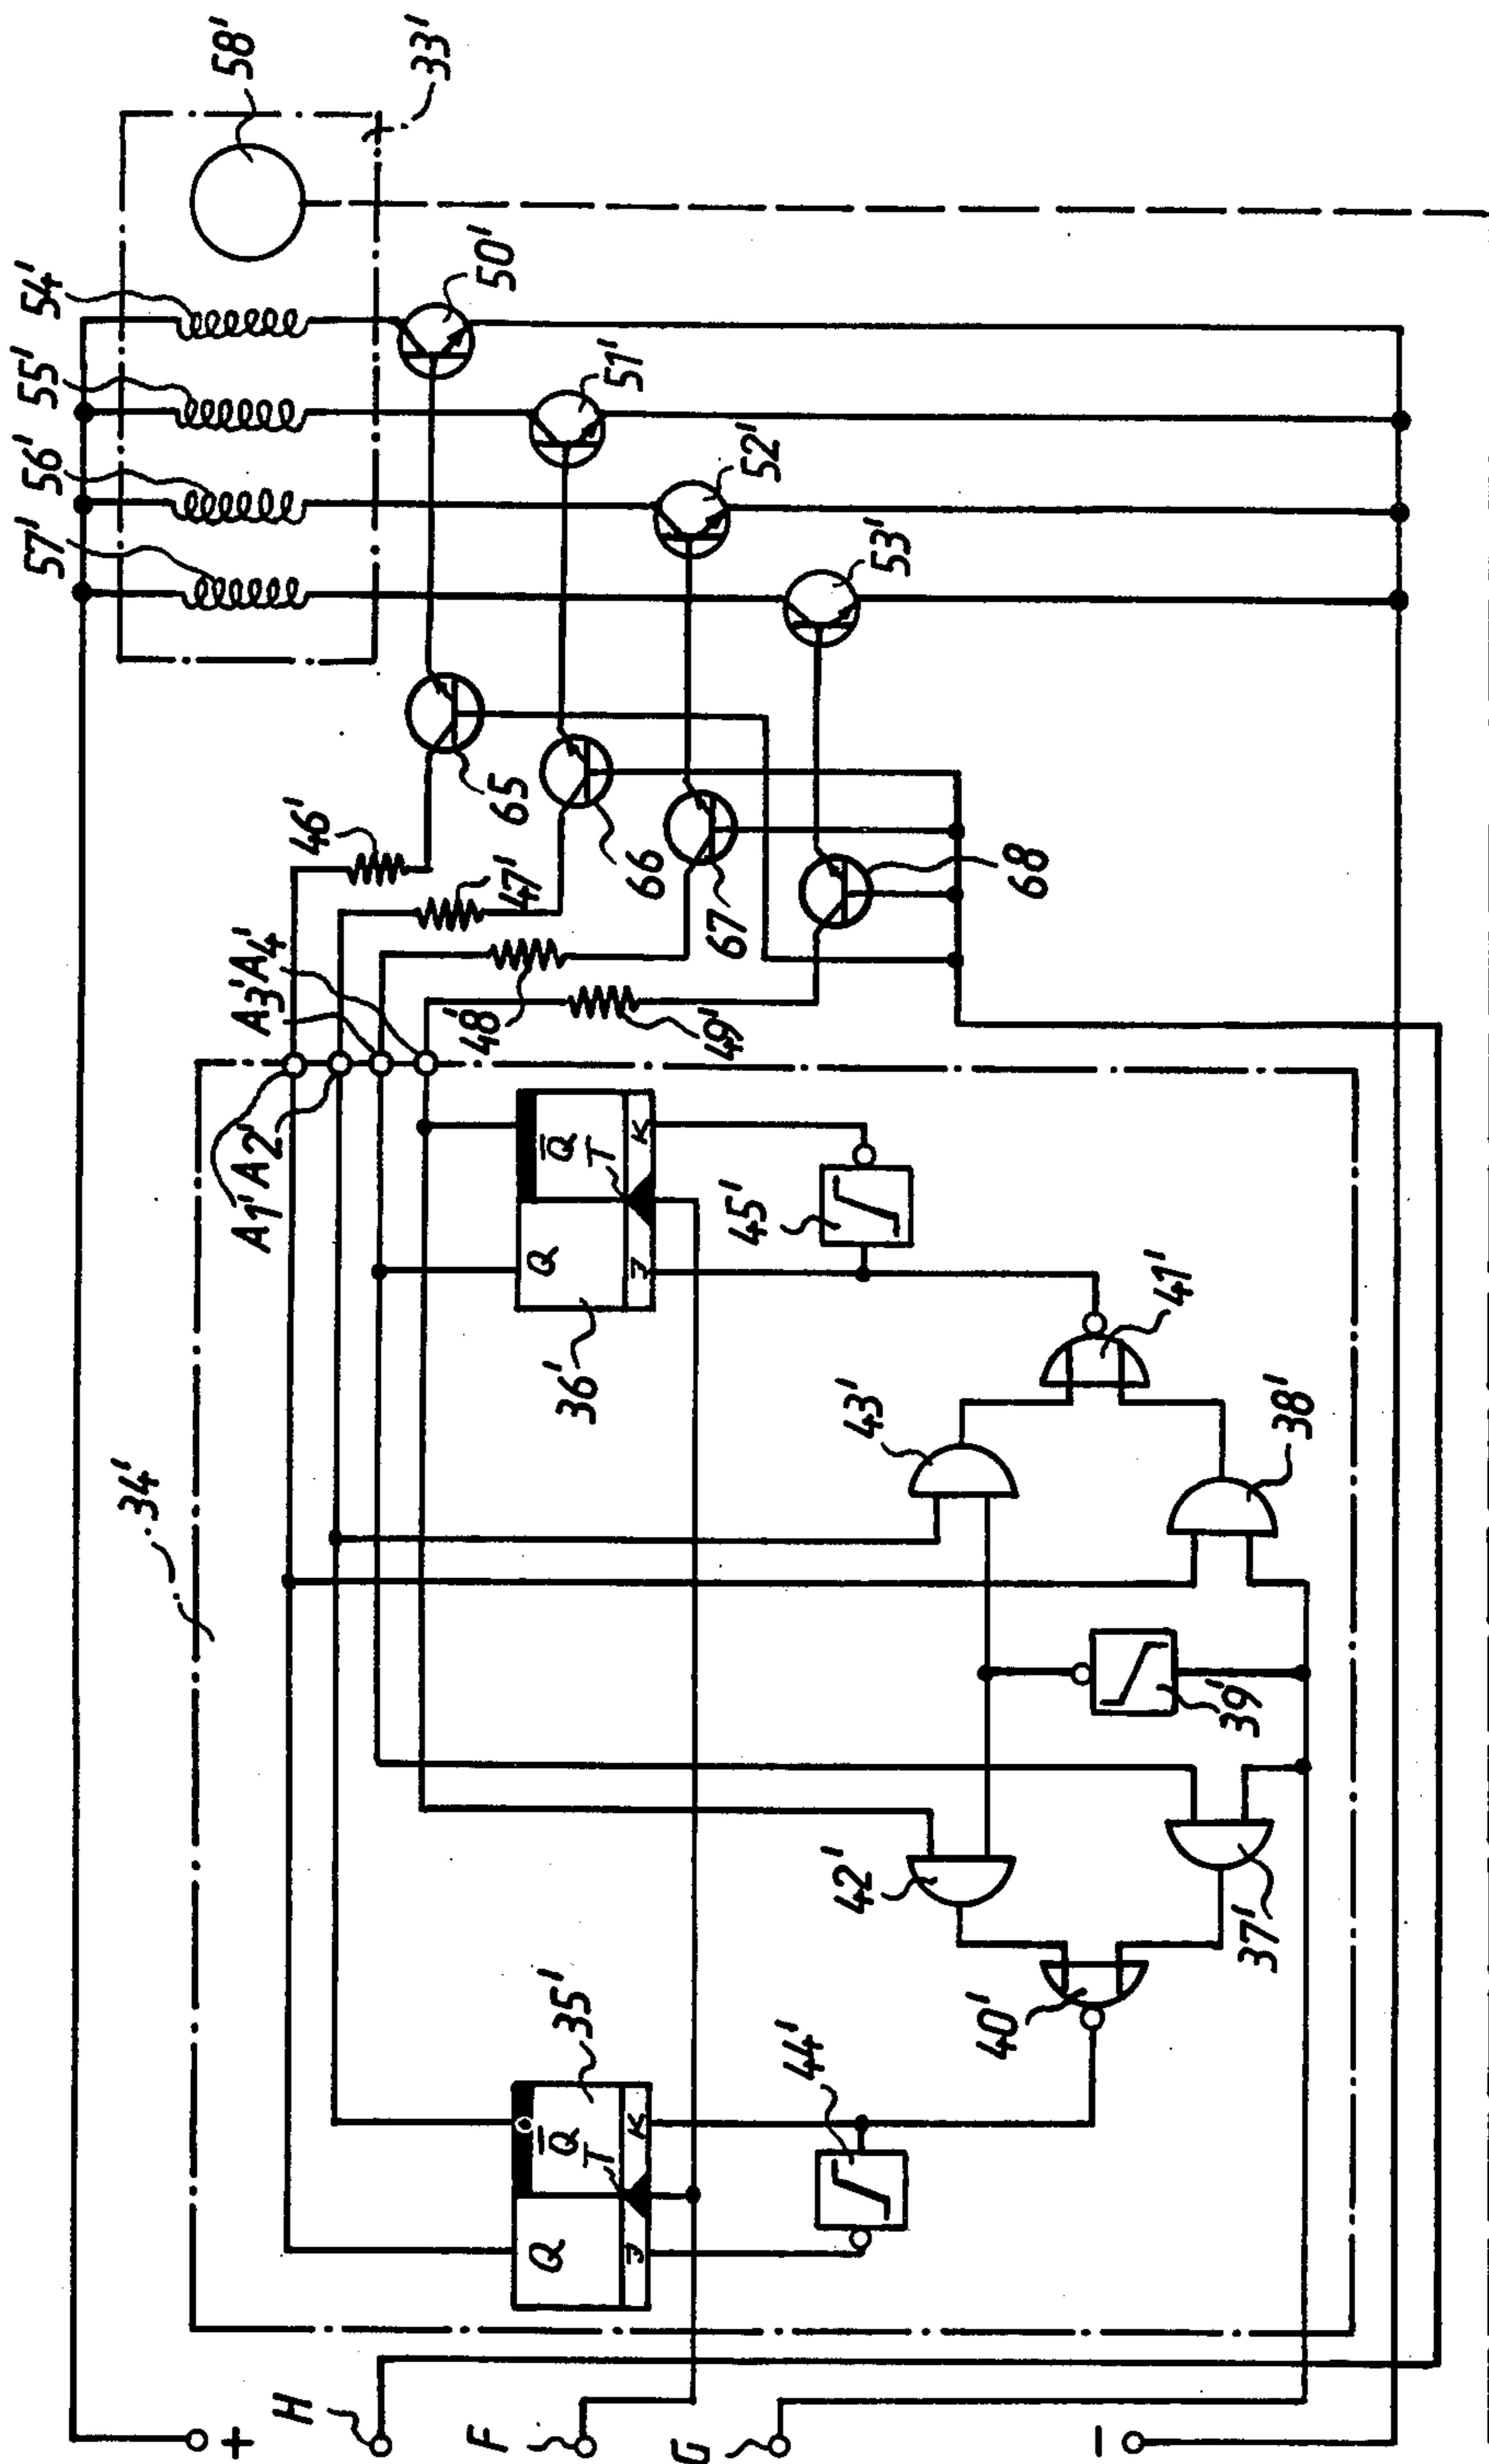 58'
33'
54'
55'
56'
57'
50'
51'
52'
53'
65
66
67
68
46'
47'
48'
49'
A1' A2'
A3' A4'
34'
Q
Q̄
T
J
K
36'
45'
41'
43'
38'
39'
42'
37'
40'
44'
Q
Q̄
T
J
K
35'
+
H
F
G
−